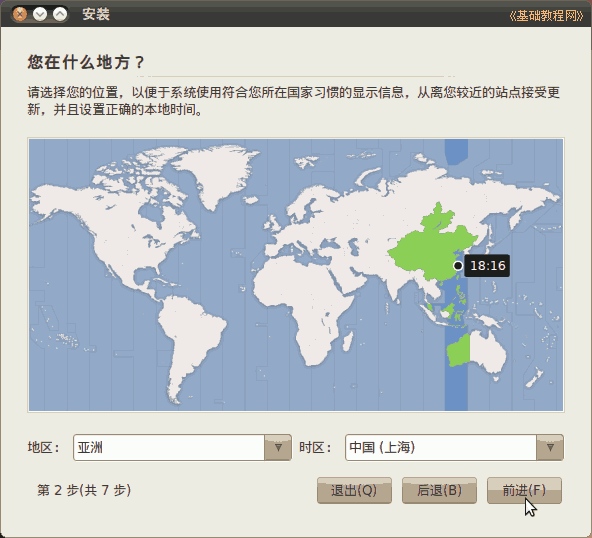 安装
《基础教程网》
您在什么地方？
请选择您的位置，以便于系统使用符合您所在国家习惯的显示信息，从离您较近的站点接受更
新，并且设置正确的本地时间。
18:16
地区：
亚洲
时区：
中国 (上海)
第 2 步(共 7 步)
退出(Q)
后退(B)
前进(F)